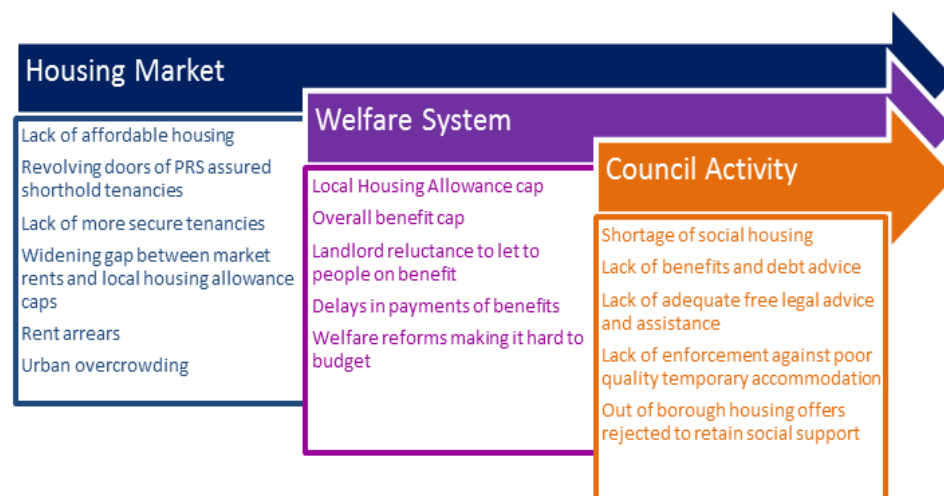 Housing Market
Lack of affordable housing
Revolving doors of PRS assured
shorthold tenancies
Lack of more secure tenancies
Widening gap between market
rents and local housing allowance
caps
Rent arrears
Urban overcrowding
Welfare System
Local Housing Allowance cap
Overall benefit cap
Landlord reluctance to let to
people on benefit
Delays in payments of benefits
Welfare reforms making it hard to
budget
Council Activity
Shortage of social housing
Lack of benefits and debt advice
Lack of adequate free legal advice
and assistance
Lack of enforcement against poor
quality temporary accommodation
Out of borough housing offers
rejected to retain social support